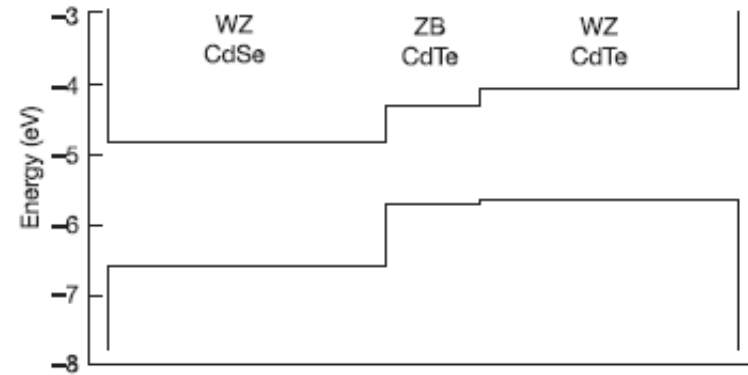 WZ
CdSe
ZB
CdTe
WZ
CdTe
Energy (eV)
−3
−4
−5
−6
−7
−8